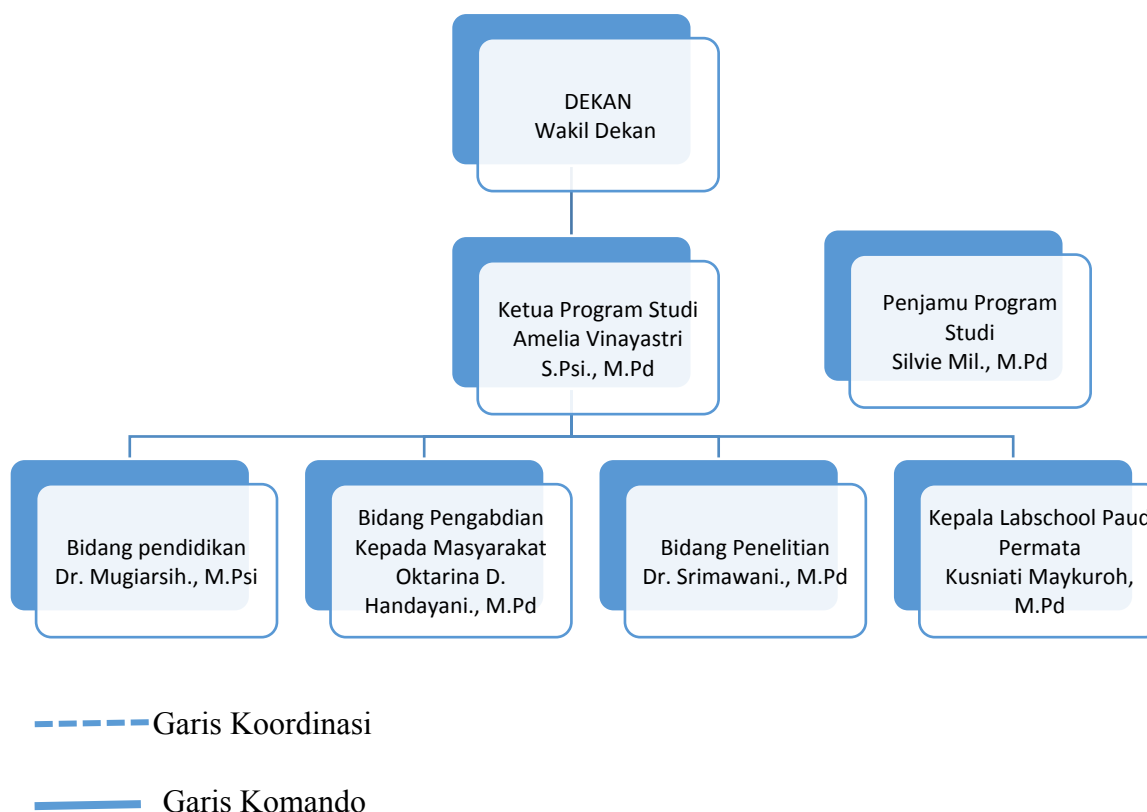 DEKAN
Wakil Dekan
Ketua Program Studi
Amelia Vinayastri
S.Psi., M.Pd
Penjamu Program
Studi
Silvie Mil., M.Pd
Bidang pendidikan
Dr. Mugiarsih., M.Psi
Bidang Pengabdian
Kepada Masyarakat
Oktarina D.
Handayani., M.Pd
Bidang Penelitian
Dr. Srimawani., M.Pd
Kepala Labschool Paud
Permata
Kusniati Maykuroh,
M.Pd
Garis Koordinasi
Garis Komando